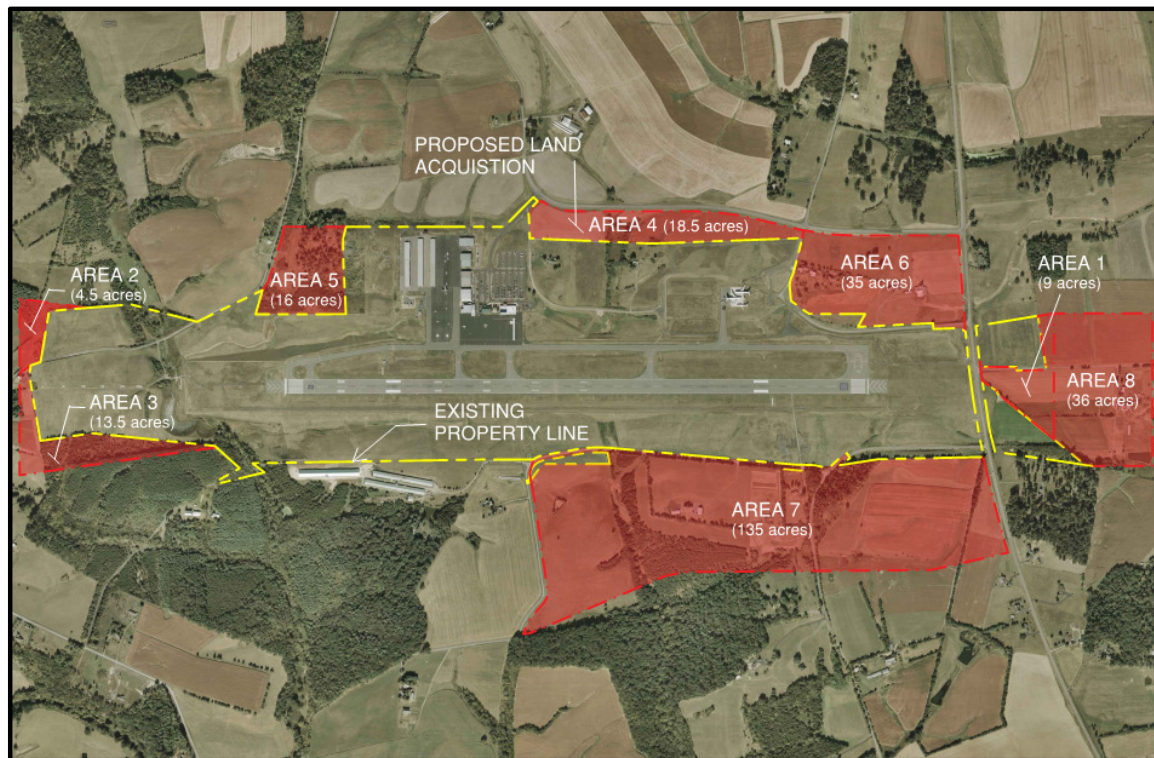 PROPOSED LAND
ACQUISTION
AREA 4 (18.5 acres)
AREA 6
(35 acres)
AREA 1
(9 acres)
AREA 2
(4.5 acres)
AREA 5
(16 acres)
AREA 8
(36 acres)
AREA 3
(13.5 acres)
EXISTING
PROPERTY LINE
AREA 7
(135 acres)